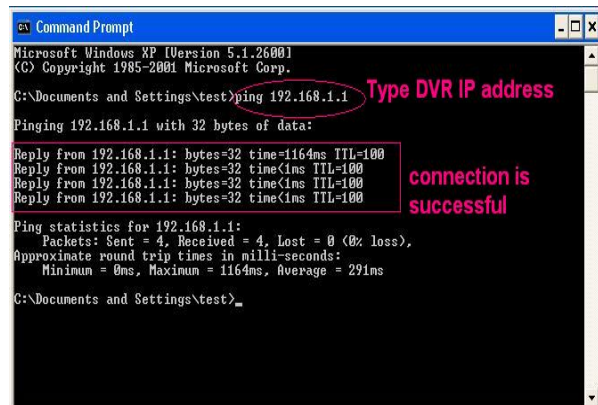 Command Prompt
Microsoft Windows XP [Version 5.1.2600]
(C) Copyright 1985-2001 Microsoft Corp.
C:\Documents and Settings\test>ping 192.168.1.1
Type DVR IP address
Pinging 192.168.1.1 with 32 bytes of data:
Reply from 192.168.1.1: bytes=32 time=1164ms TTL=100
Reply from 192.168.1.1: bytes=32 time<1ms TTL=100
Reply from 192.168.1.1: bytes=32 time<1ms TTL=100
Reply from 192.168.1.1: bytes=32 time<1ms TTL=100
connection is
successful
Ping statistics for 192.168.1.1:
Packets: Sent = 4, Received = 4, Lost = 0 (0% loss),
Approximate round trip times in milli-seconds:
Minimum = 0ms, Maximum = 1164ms, Average = 291ms
C:\Documents and Settings\test>_